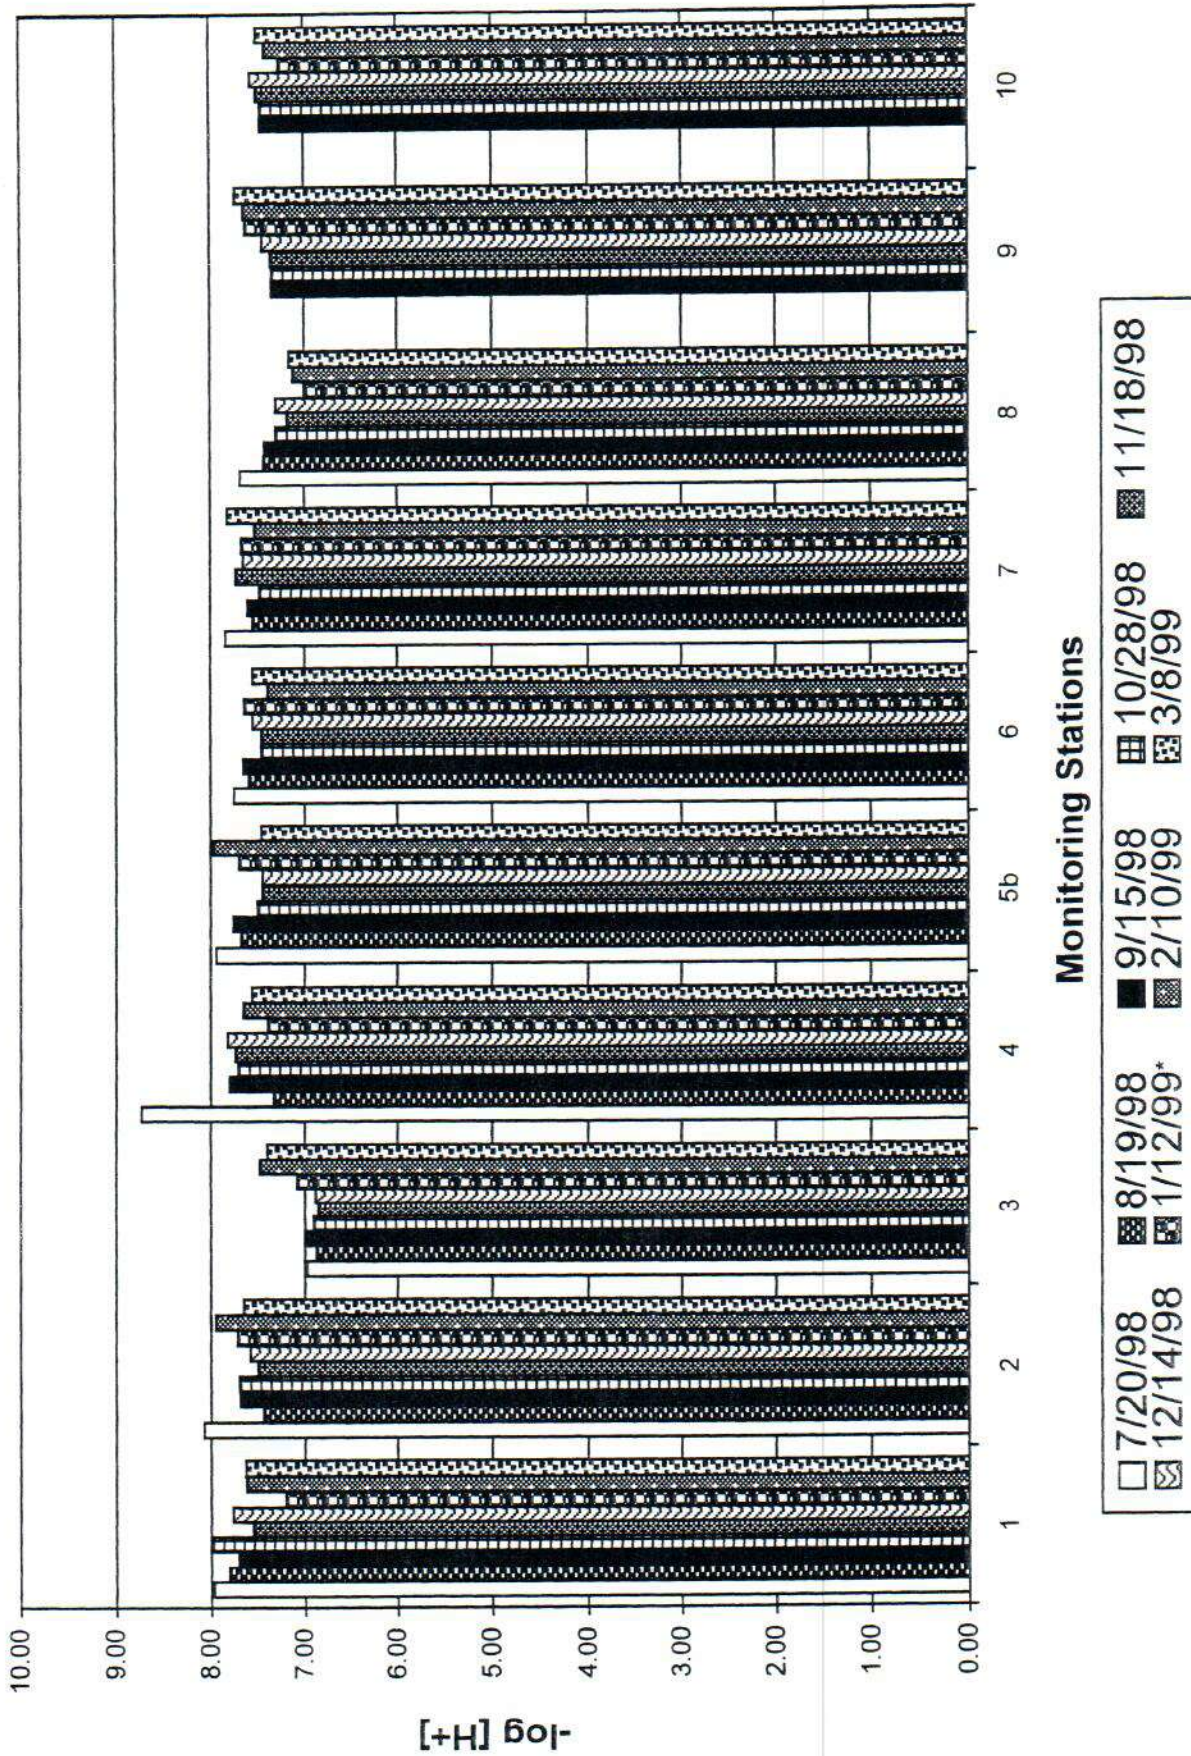 10.00
9.00
8.00
7.00
6.00
5.00
4.00
3.00
2.00
1.00
0.00
-log [H+]
1 2 3 4 5b 6 7 8 9 10
Monitoring Stations
7/20/98 8/19/98 9/15/98 10/28/98 11/18/98
12/14/98 1/12/99* 2/10/99 3/8/99